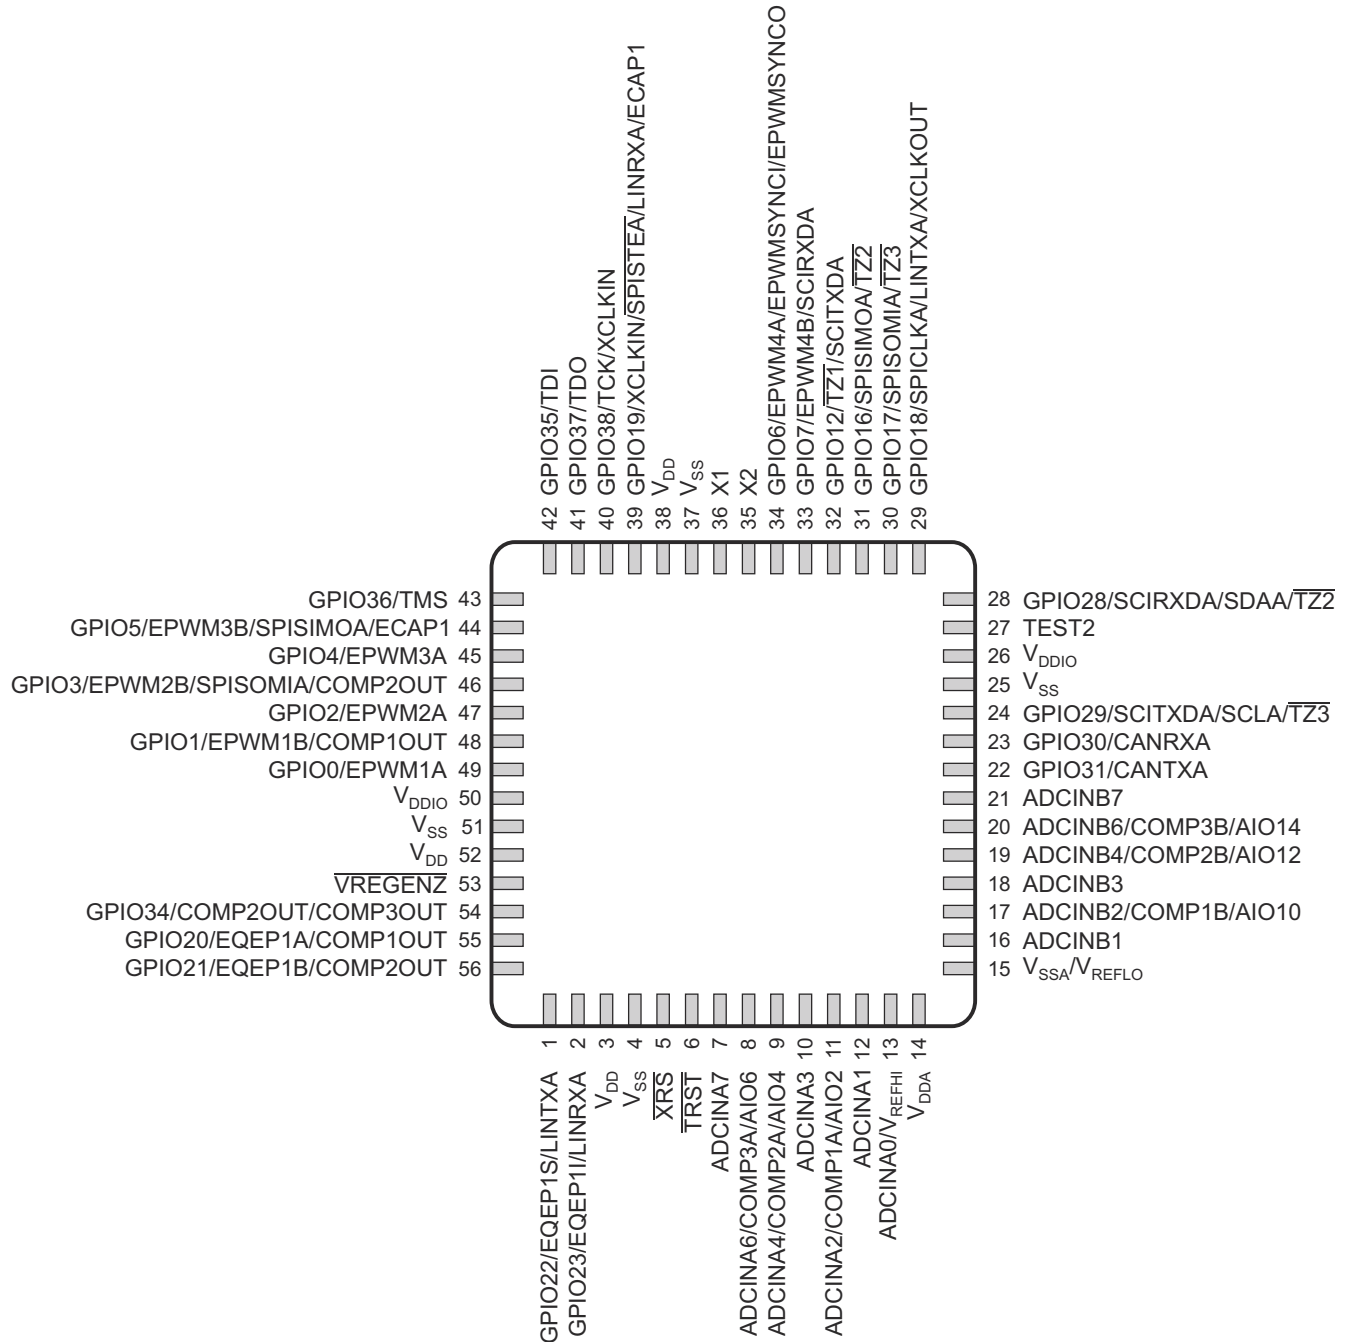 42 GPIO35/TDI
41 GPIO37/TDO
40 GPIO38/TCK/XCLKIN
39 GPIO19/XCLKIN/SPISTEA/LINRXA/ECAP1
38 VDD
37 VSS
36 X1
35 X2
34 GPIO6/EPWM4A/EPWMSYNCI/EPWMSYNCO
33 GPIO7/EPWM4B/SCIRXDA
32 GPIO12/TZ1/SCITXDA
31 GPIO16/SPISIMOA/TZ2
30 GPIO17/SPISOMIA/TZ3
29 GPIO18/SPICLKA/LINTXA/XCLKOUT
GPIO36/TMS 43
GPIO5/EPWM3B/SPISIMOA/ECAP1 44
GPIO4/EPWM3A 45
GPIO3/EPWM2B/SPISOMIA/COMP2OUT 46
GPIO2/EPWM2A 47
GPIO1/EPWM1B/COMP1OUT 48
GPIO0/EPWM1A 49
VDDIO 50
VSS 51
VDD 52
VREGENZ 53
GPIO34/COMP2OUT/COMP3OUT 54
GPIO20/EQEP1A/COMP1OUT 55
GPIO21/EQEP1B/COMP2OUT 56
28 GPIO28/SCIRXDA/SDAA/TZ2
27 TEST2
26 VDDIO
25 VSS
24 GPIO29/SCITXDA/SCLA/TZ3
23 GPIO30/CANRXA
22 GPIO31/CANTXA
21 ADCINB7
20 ADCINB6/COMP3B/AIO14
19 ADCINB4/COMP2B/AIO12
18 ADCINB3
17 ADCINB2/COMP1B/AIO10
16 ADCINB1
15 VSSA/VREFLO
GPIO22/EQEP1S/LINTXA 1
GPIO23/EQEP1I/LINRXA 2
VDD 3
VSS 4
XRS 5
TRST 6
ADCINA7 7
ADCINA6/COMP3A/AIO6 8
ADCINA4/COMP2A/AIO4 9
ADCINA3 10
ADCINA2/COMP1A/AIO2 11
ADCINA1 12
ADCINA0/VREFHI 13
VDDA 14